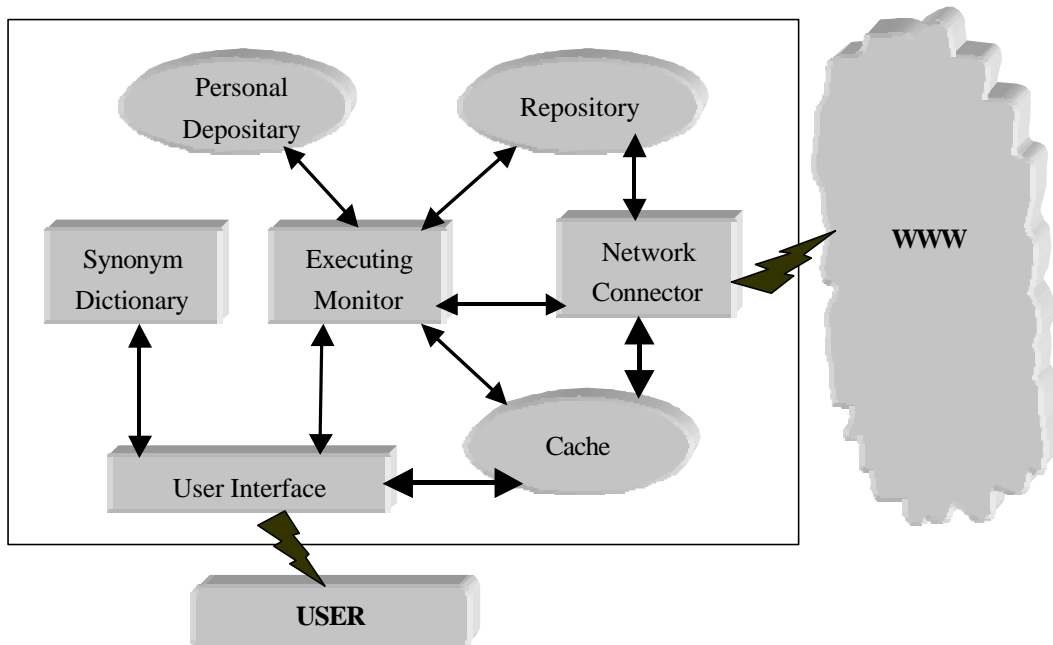 Personal
Depositary
Repository
Synonym
Dictionary
Executing
Monitor
Network
Connector
WWW
Cache
User Interface
USER